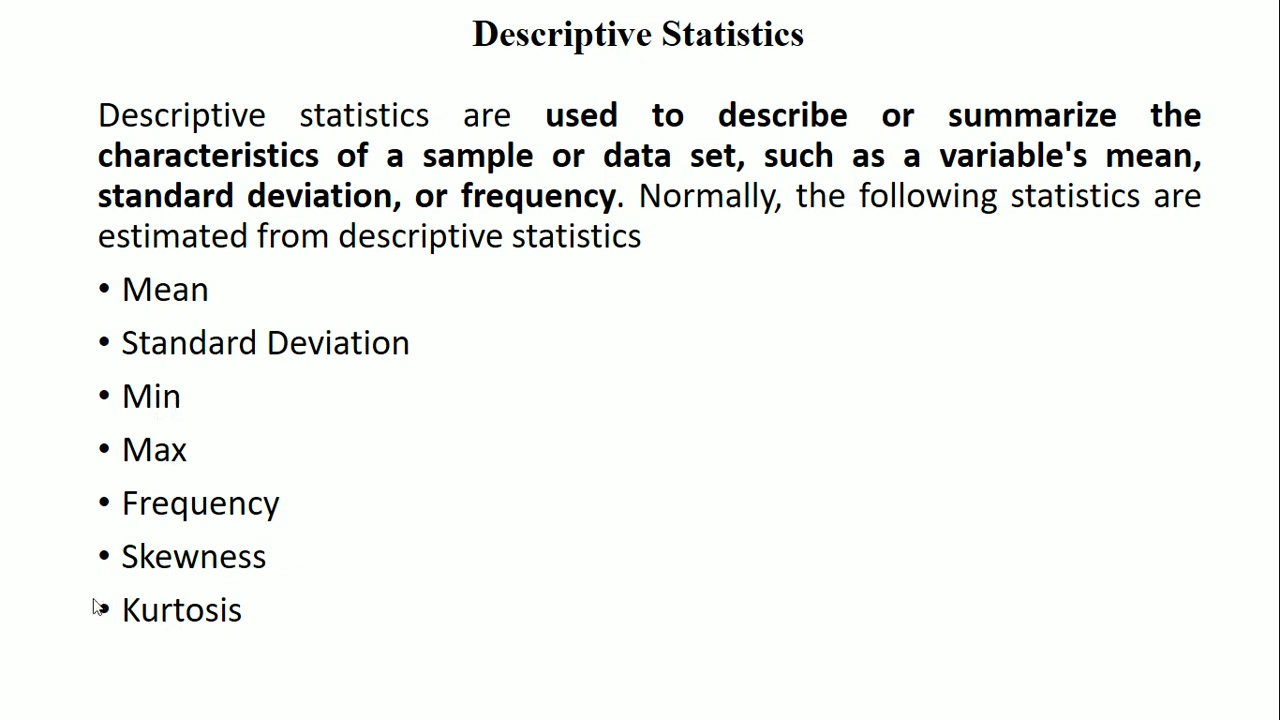 Descriptive Statistics
Descriptive statistics are used to describe or summarize the
characteristics of a sample or data set, such as a variable's mean,
standard deviation, or frequency. Normally, the following statistics are
estimated from descriptive statistics
• Mean
• Standard Deviation
• Min
• Max
• Frequency
• Skewness
• Kurtosis